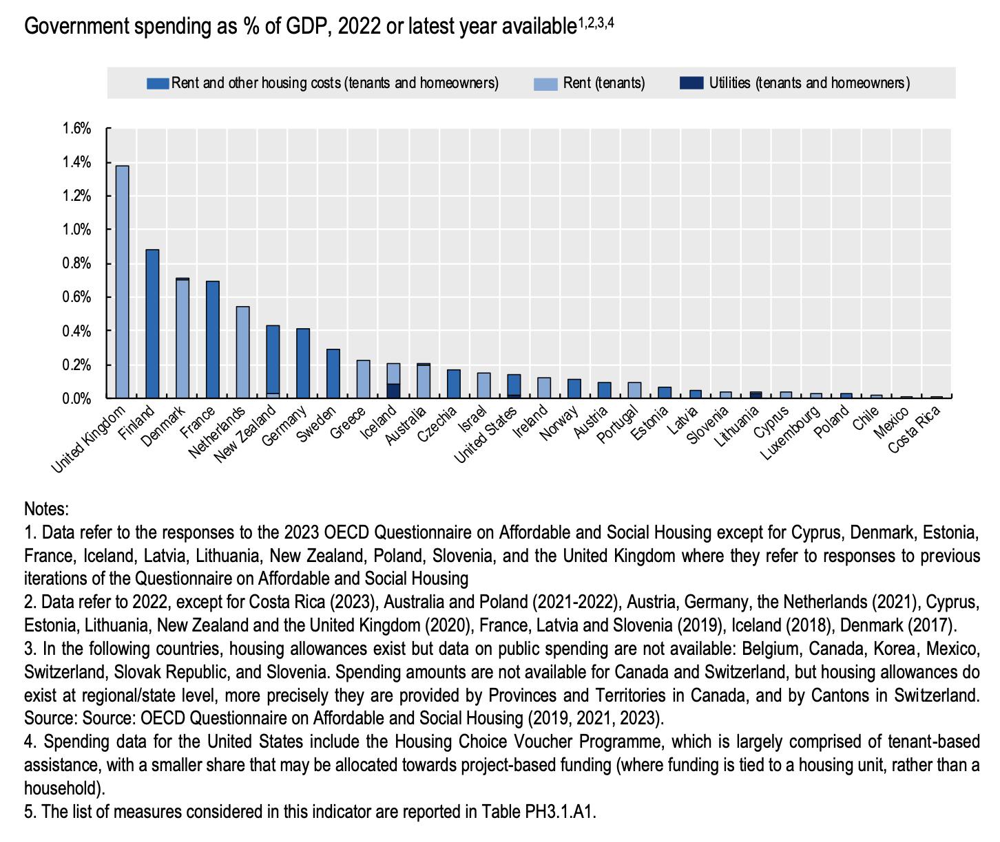 Government spending as % of GDP, 2022 or latest year available1,2,3,4
Rent and other housing costs (tenants and homeowners) Rent (tenants) Utilities (tenants and homeowners)
1.6%
1.4%
1.2%
1.0%
0.8%
0.6%
0.4%
0.2%
0.0%
United Kingdom
Finland
Denmark
France
Netherlands
New Zealand
Germany
Sweden
Greece
Iceland
Australia
Czechia
Israel
United States
Ireland
Norway
Austria
Portugal
Estonia
Latvia
Slovenia
Lithuania
Cyprus
Luxembourg
Poland
Chile
Mexico
Costa Rica
Notes:
1. Data refer to the responses to the 2023 OECD Questionnaire on Affordable and Social Housing except for Cyprus, Denmark, Estonia,
France, Iceland, Latvia, Lithuania, New Zealand, Poland, Slovenia, and the United Kingdom where they refer to responses to previous
iterations of the Questionnaire on Affordable and Social Housing
2. Data refer to 2022, except for Costa Rica (2023), Australia and Poland (2021-2022), Austria, Germany, the Netherlands (2021), Cyprus,
Estonia, Lithuania, New Zealand and the United Kingdom (2020), France, Latvia and Slovenia (2019), Iceland (2018), Denmark (2017).
3. In the following countries, housing allowances exist but data on public spending are not available: Belgium, Canada, Korea, Mexico,
Switzerland, Slovak Republic, and Slovenia. Spending amounts are not available for Canada and Switzerland, but housing allowances do
exist at regional/state level, more precisely they are provided by Provinces and Territories in Canada, and by Cantons in Switzerland.
Source: Source: OECD Questionnaire on Affordable and Social Housing (2019, 2021, 2023).
4. Spending data for the United States include the Housing Choice Voucher Programme, which is largely comprised of tenant-based
assistance, with a smaller share that may be allocated towards project-based funding (where funding is tied to a housing unit, rather than a
household).
5. The list of measures considered in this indicator are reported in Table PH3.1.A1.